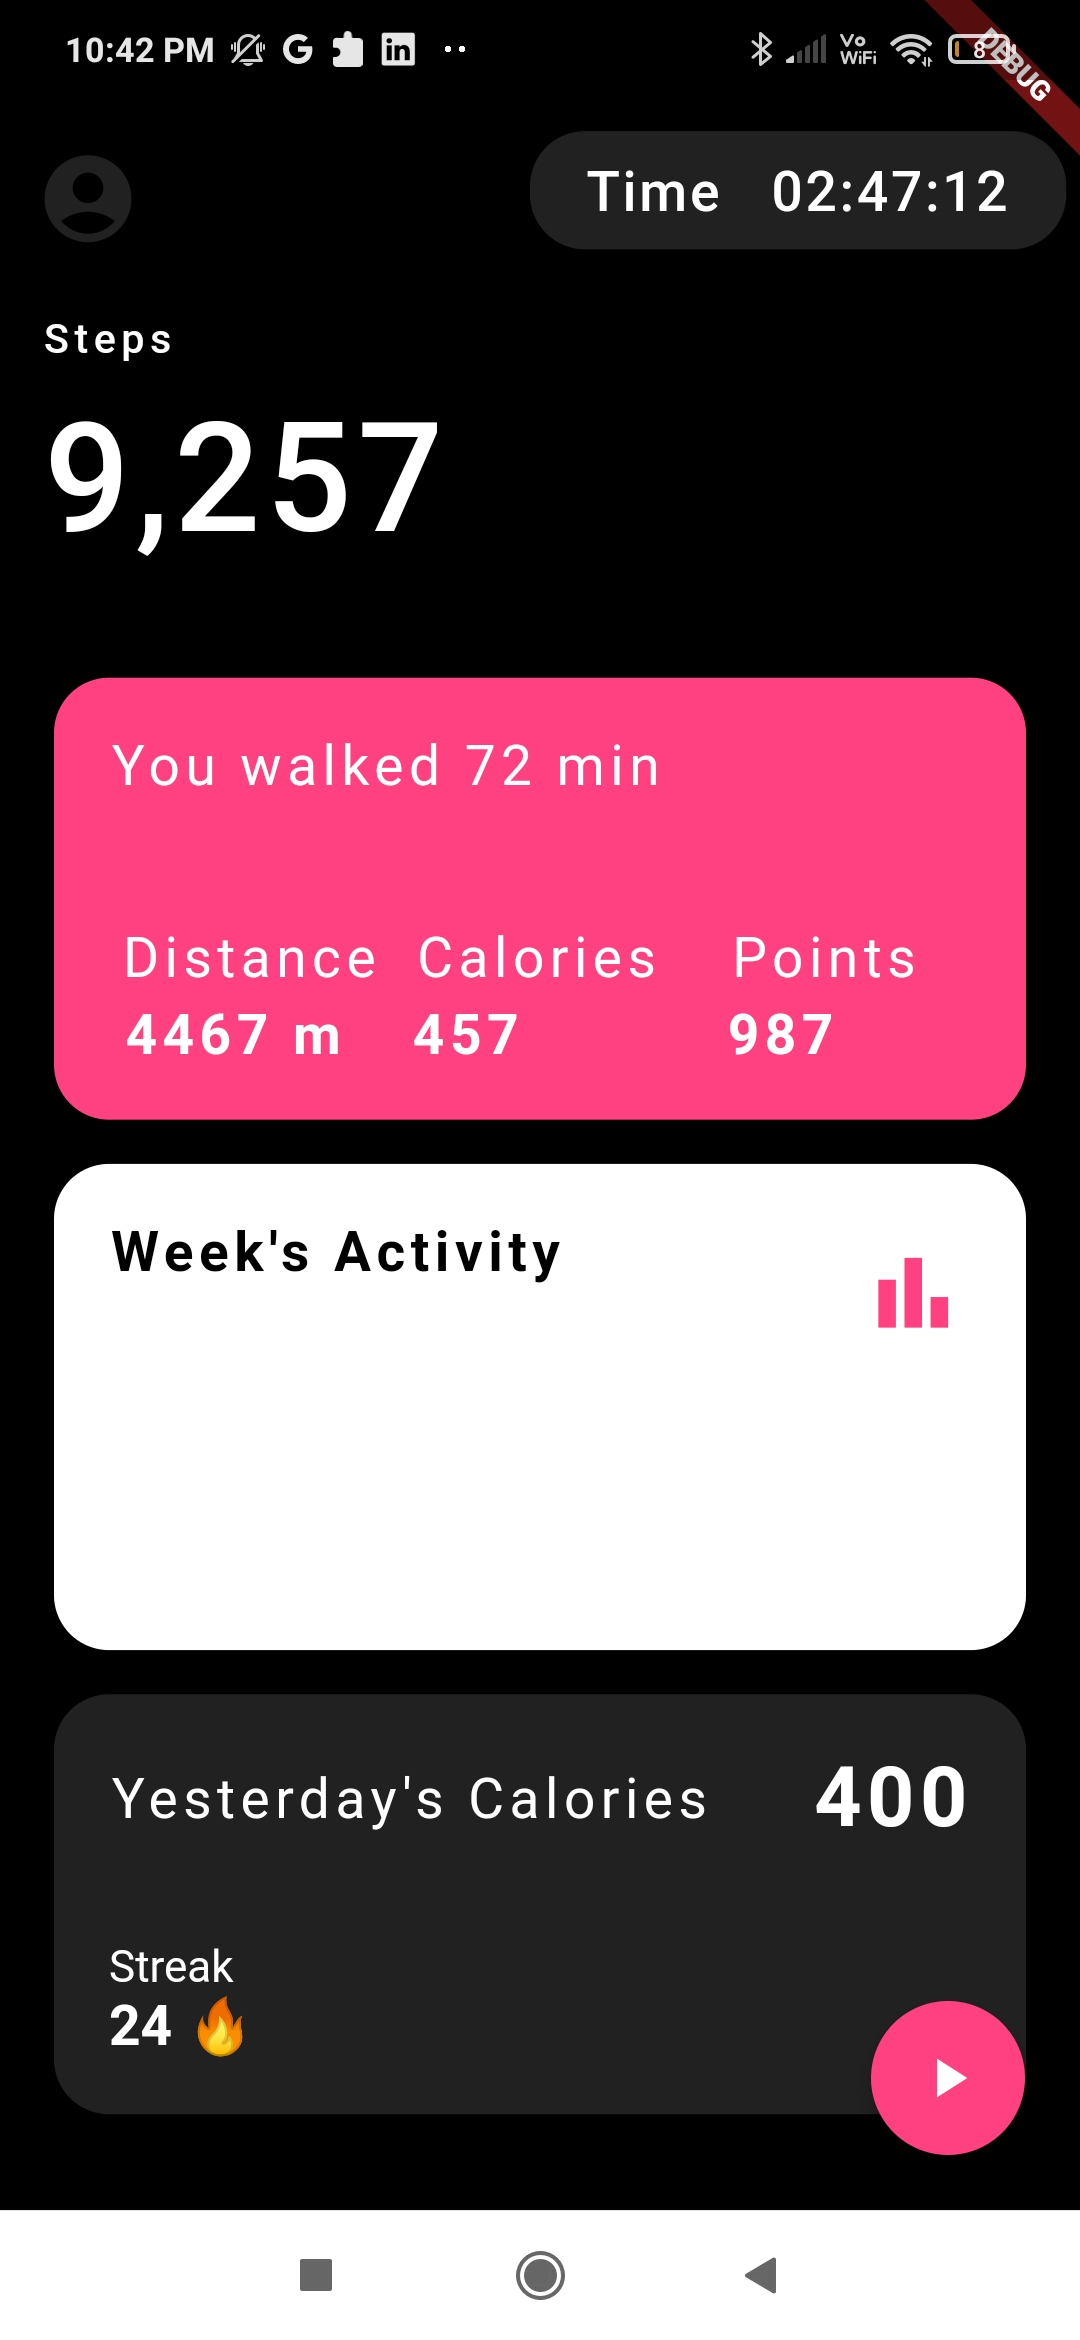 10:42 PM
Vo
WiFi
8
DEBUG
Time 02:47:12
Steps
9,257
You walked 72 min
Distance Calories Points
4467 m 457 987
Week's Activity
Yesterday's Calories 400
Streak
24 🔥